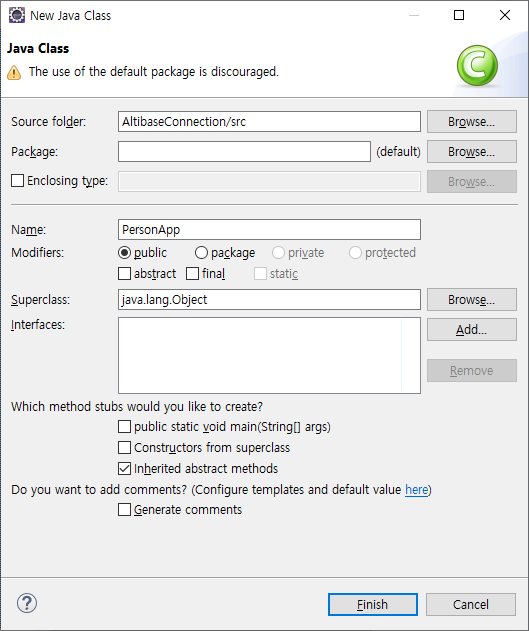 New Java Class
Java Class
The use of the default package is discouraged.
Source folder: AltibaseConnection/src Browse...
Package: (default) Browse...
Enclosing type: Browse...
Name: PersonApp
Modifiers: public package private protected
abstract final static
Superclass: java.lang.Object Browse...
Interfaces: Add...
Remove
Which method stubs would you like to create?
public static void main(String[] args)
Constructors from superclass
Inherited abstract methods
Do you want to add comments? (Configure templates and default value here)
Generate comments
? Finish Cancel